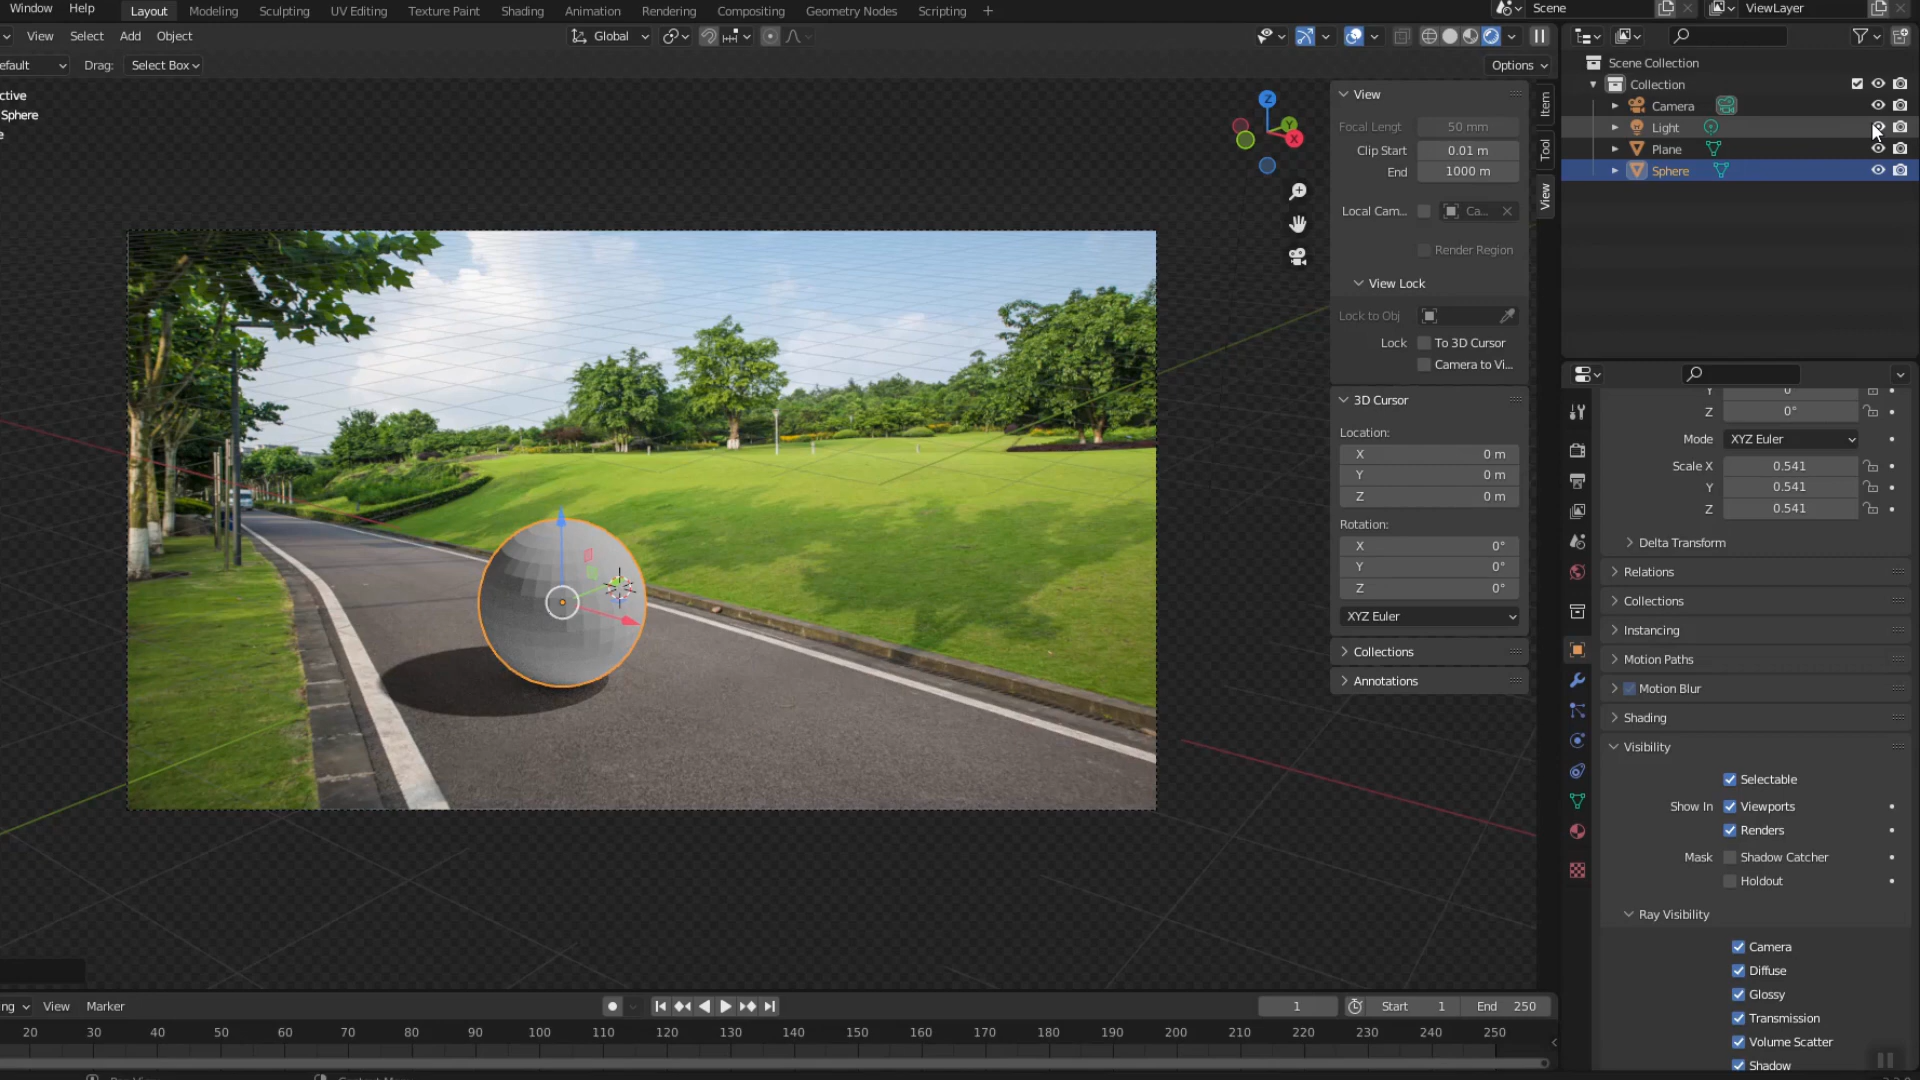 Window Help Layout Modeling Sculpting UV Editing Texture Paint Shading Animation Rendering Compositing Geometry Nodes Scripting + Scene ViewLayer
View Select Add Object Global
efault Drag: Select Box Options
ctive
Sphere
e
View
Focal Lengt 50 mm
Clip Start 0.01 m
End 1000 m
Local Cam... Ca...
Render Region
View Lock
Lock to Obj
Lock To 3D Cursor
Camera to Vi...
3D Cursor
Location:
X 0 m
Y 0 m
Z 0 m
Rotation:
X 0°
Y 0°
Z 0°
XYZ Euler
Collections
Annotations
Item
Tool
View
Z
Y
X
Scene Collection
Collection
Camera
Light
Plane
Sphere
Z 0°
Mode XYZ Euler
Scale X 0.541
Y 0.541
Z 0.541
Delta Transform
Relations
Collections
Instancing
Motion Paths
Motion Blur
Shading
Visibility
Selectable
Show In Viewports
Renders
Mask Shadow Catcher
Holdout
Ray Visibility
Camera
Diffuse
Glossy
Transmission
Volume Scatter
Shadow
ng View Marker 1 Start 1 End 250
20 30 40 50 60 70 80 90 100 110 120 130 140 150 160 170 180 190 200 210 220 230 240 250